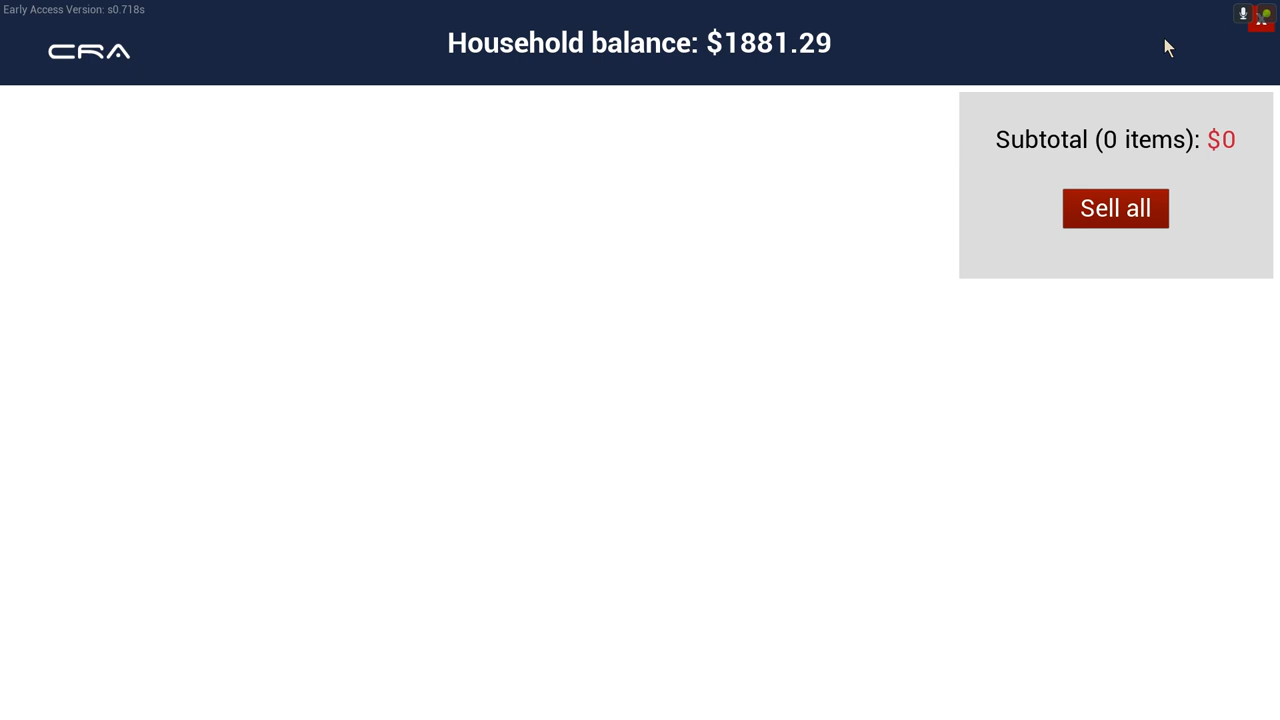 Early Access Version: s0.718s
CRA
Household balance: $1881.29
X
Subtotal (0 items): $0
Sell all